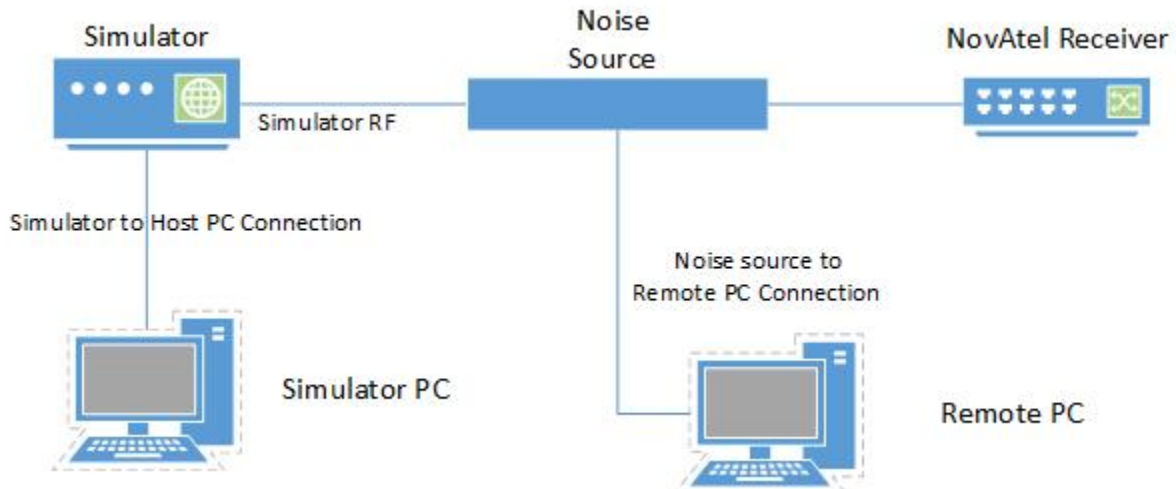 Simulator
Noise
Source
NovAtel Receiver
Simulator RF
Simulator to Host PC Connection
Noise source to
Remote PC Connection
Simulator PC
Remote PC